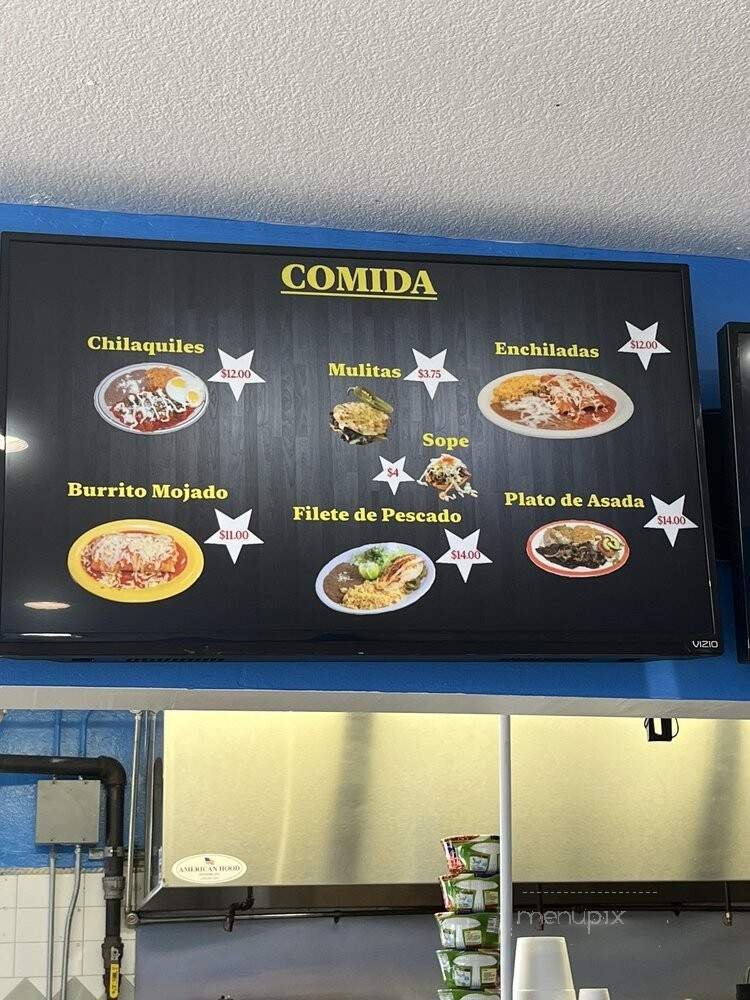 COMIDA
Chilaquiles
$12.00
Mulitas
$3.75
Enchiladas
$12.00
Sope
$4
Burrito Mojado
$11.00
Filete de Pescado
$14.00
Plato de Asada
$14.00
VIZIO
AMERICAN HOOD
menupix